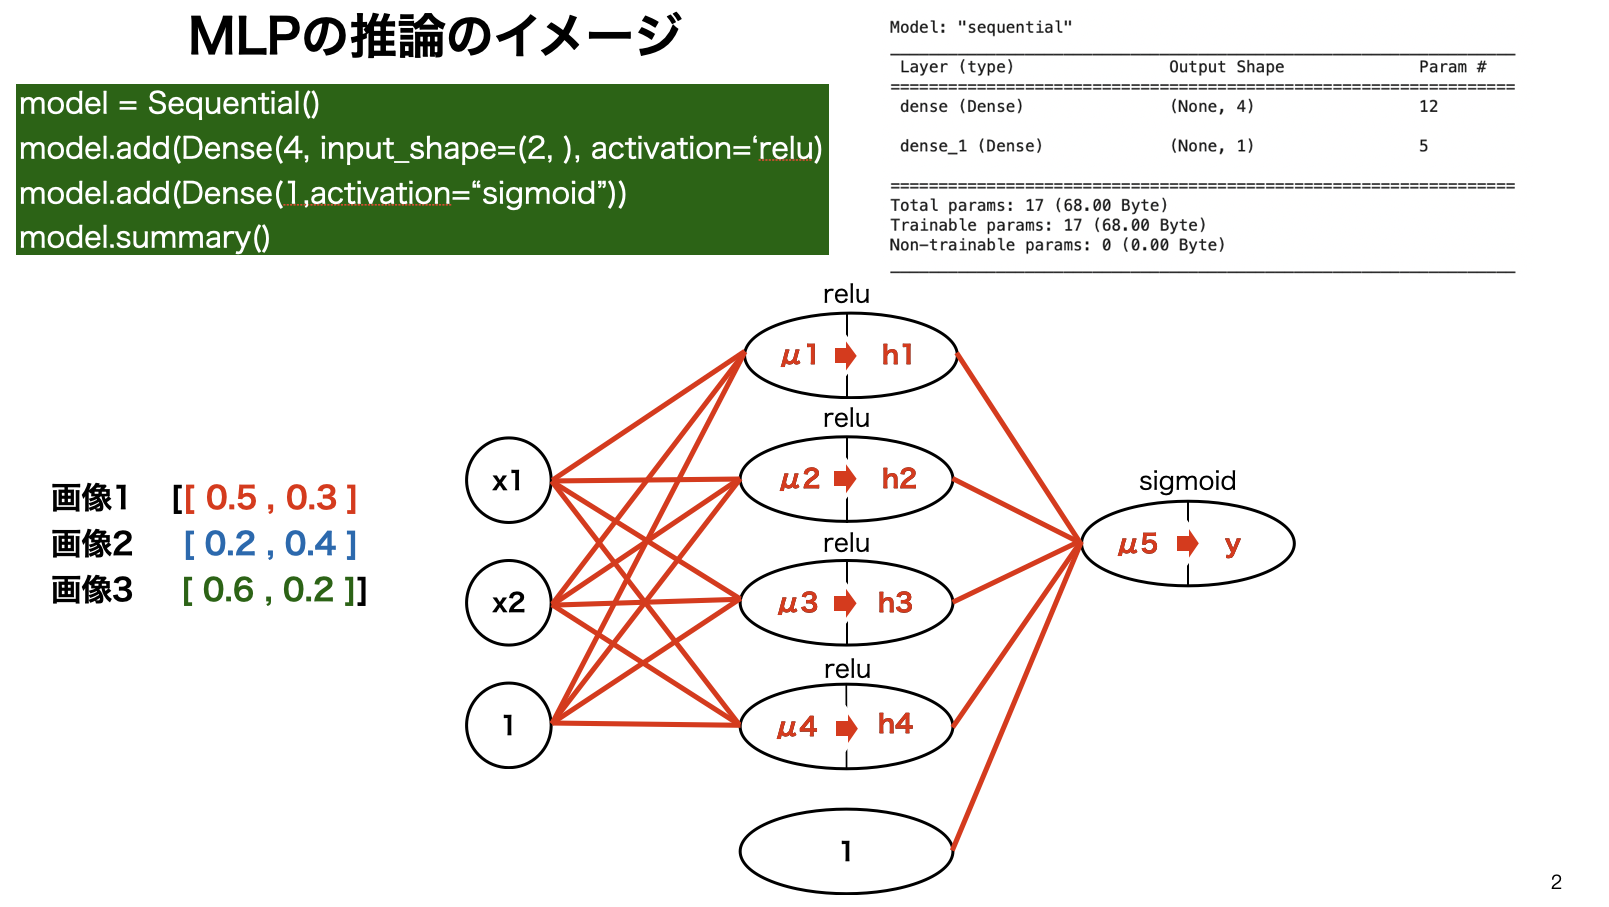 MLPの推論のイメージ
model = Sequential()
model.add(Dense(4, input_shape=(2, ), activation=‘relu)
model.add(Dense(1,activation=“sigmoid”))
model.summary()
Model: "sequential"
Layer (type) Output Shape Param #
=================================================================
dense (Dense) (None, 4) 12
dense_1 (Dense) (None, 1) 5
=================================================================
Total params: 17 (68.00 Byte)
Trainable params: 17 (68.00 Byte)
Non-trainable params: 0 (0.00 Byte)
画像1 [[ 0.5 , 0.3 ]
画像2 [ 0.2 , 0.4 ]
画像3 [ 0.6 , 0.2 ]]
x1
x2
1
relu
μ1 h1
relu
μ2 h2
relu
μ3 h3
relu
μ4 h4
1
sigmoid
μ5 y
2